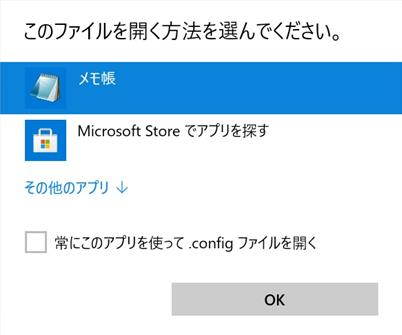 このファイルを開く方法を選んでください。
メモ帳
Microsoft Store でアプリを探す
その他のアプリ ↓
常にこのアプリを使って .config ファイルを開く
OK